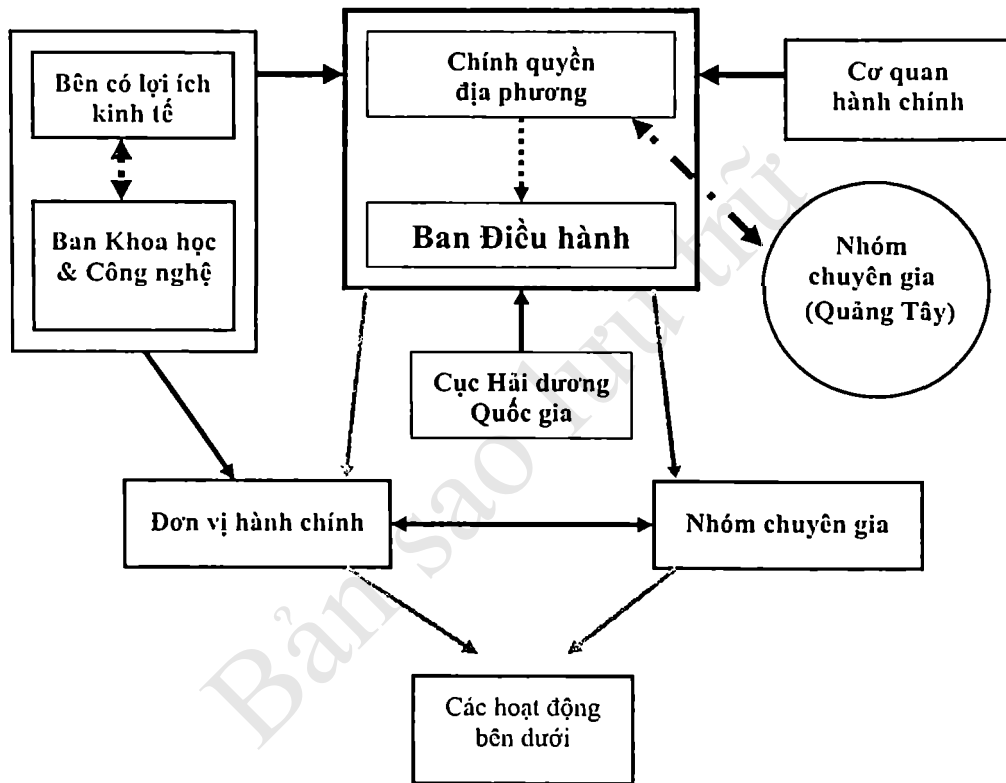 Bên có lợi ích
kinh tế
Ban Khoa học
& Công nghệ
Chính quyền
địa phương
Ban Điều hành
Cơ quan
hành chính
Nhóm
chuyên gia
(Quảng Tây)
Cục Hải dương
Quốc gia
Đơn vị hành chính
Nhóm chuyên gia
Các hoạt động
bên dưới
Bản sao lưu trữ